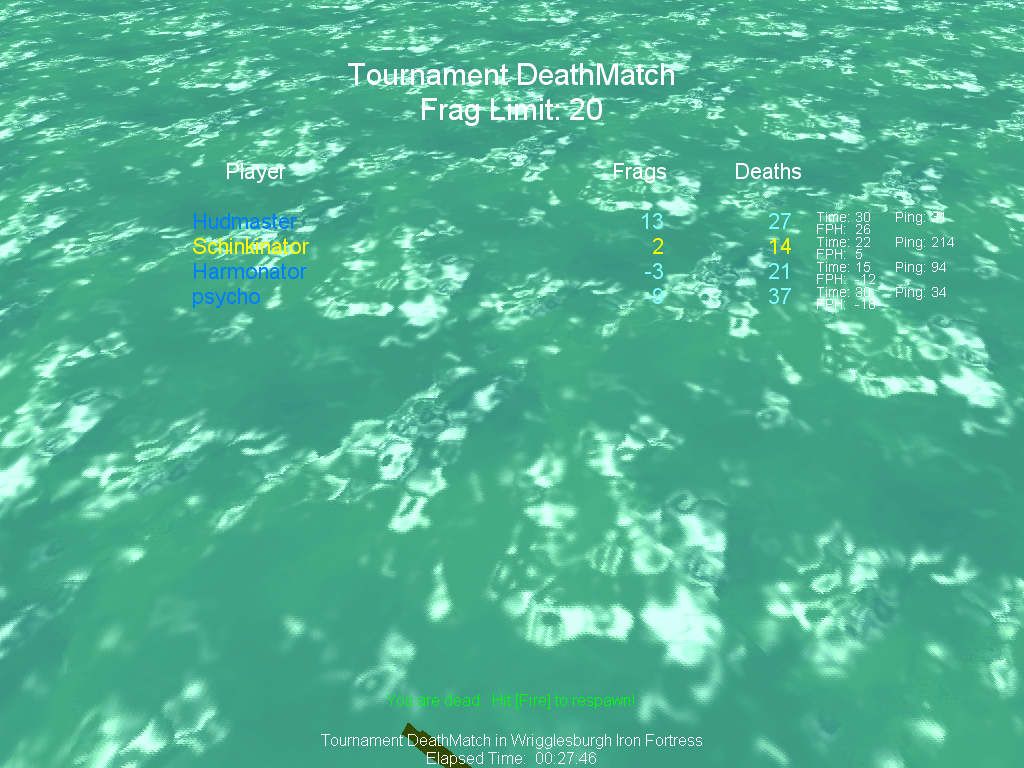 Tournament DeathMatch
Frag Limit: 20
Player Frags Deaths
Hudmaster 13 27 Time: 30 Ping:
FPH: 26
Schinkinator 2 14 Time: 22 Ping: 214
FPH: 5
Harmonator -3 21 Time: 15 Ping: 94
FPH: -12
psycho -9 37 Time: 30 Ping: 34
FPH: -18
You are dead. Hit [Fire] to respawn!
Tournament DeathMatch in Wrigglesburgh Iron Fortress
Elapsed Time: 00:27:46